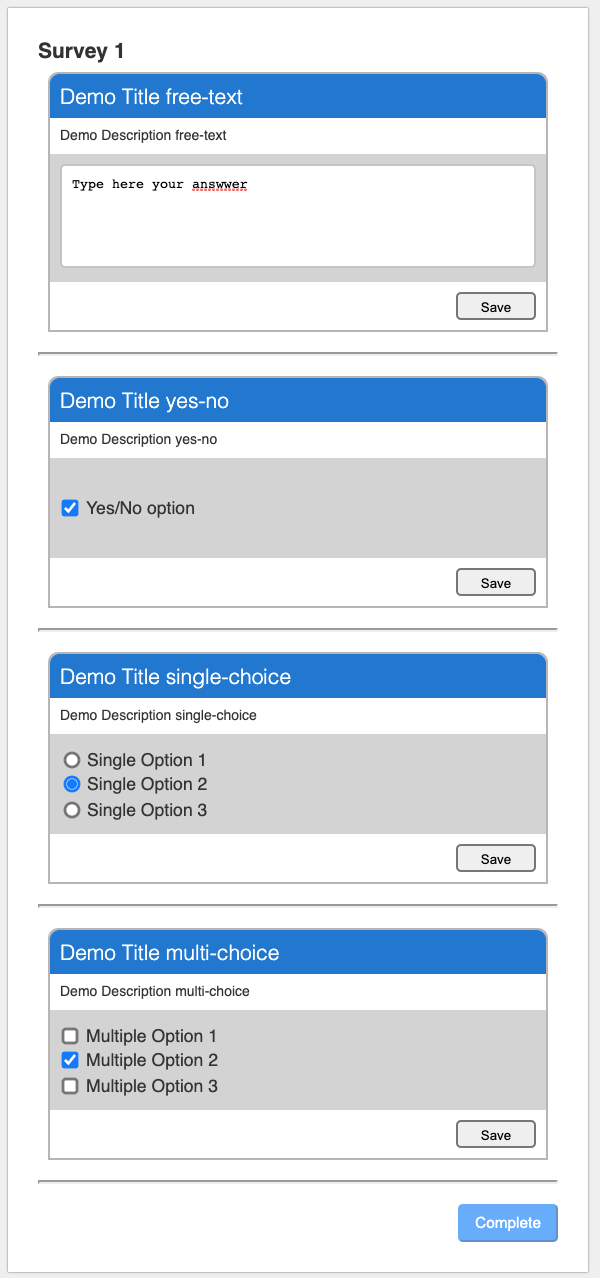 Survey 1
Demo Title free-text
Demo Description free-text
Type here your answwer
Save
Demo Title yes-no
Demo Description yes-no
Yes/No option
Save
Demo Title single-choice
Demo Description single-choice
Single Option 1
Single Option 2
Single Option 3
Save
Demo Title multi-choice
Demo Description multi-choice
Multiple Option 1
Multiple Option 2
Multiple Option 3
Save
Complete